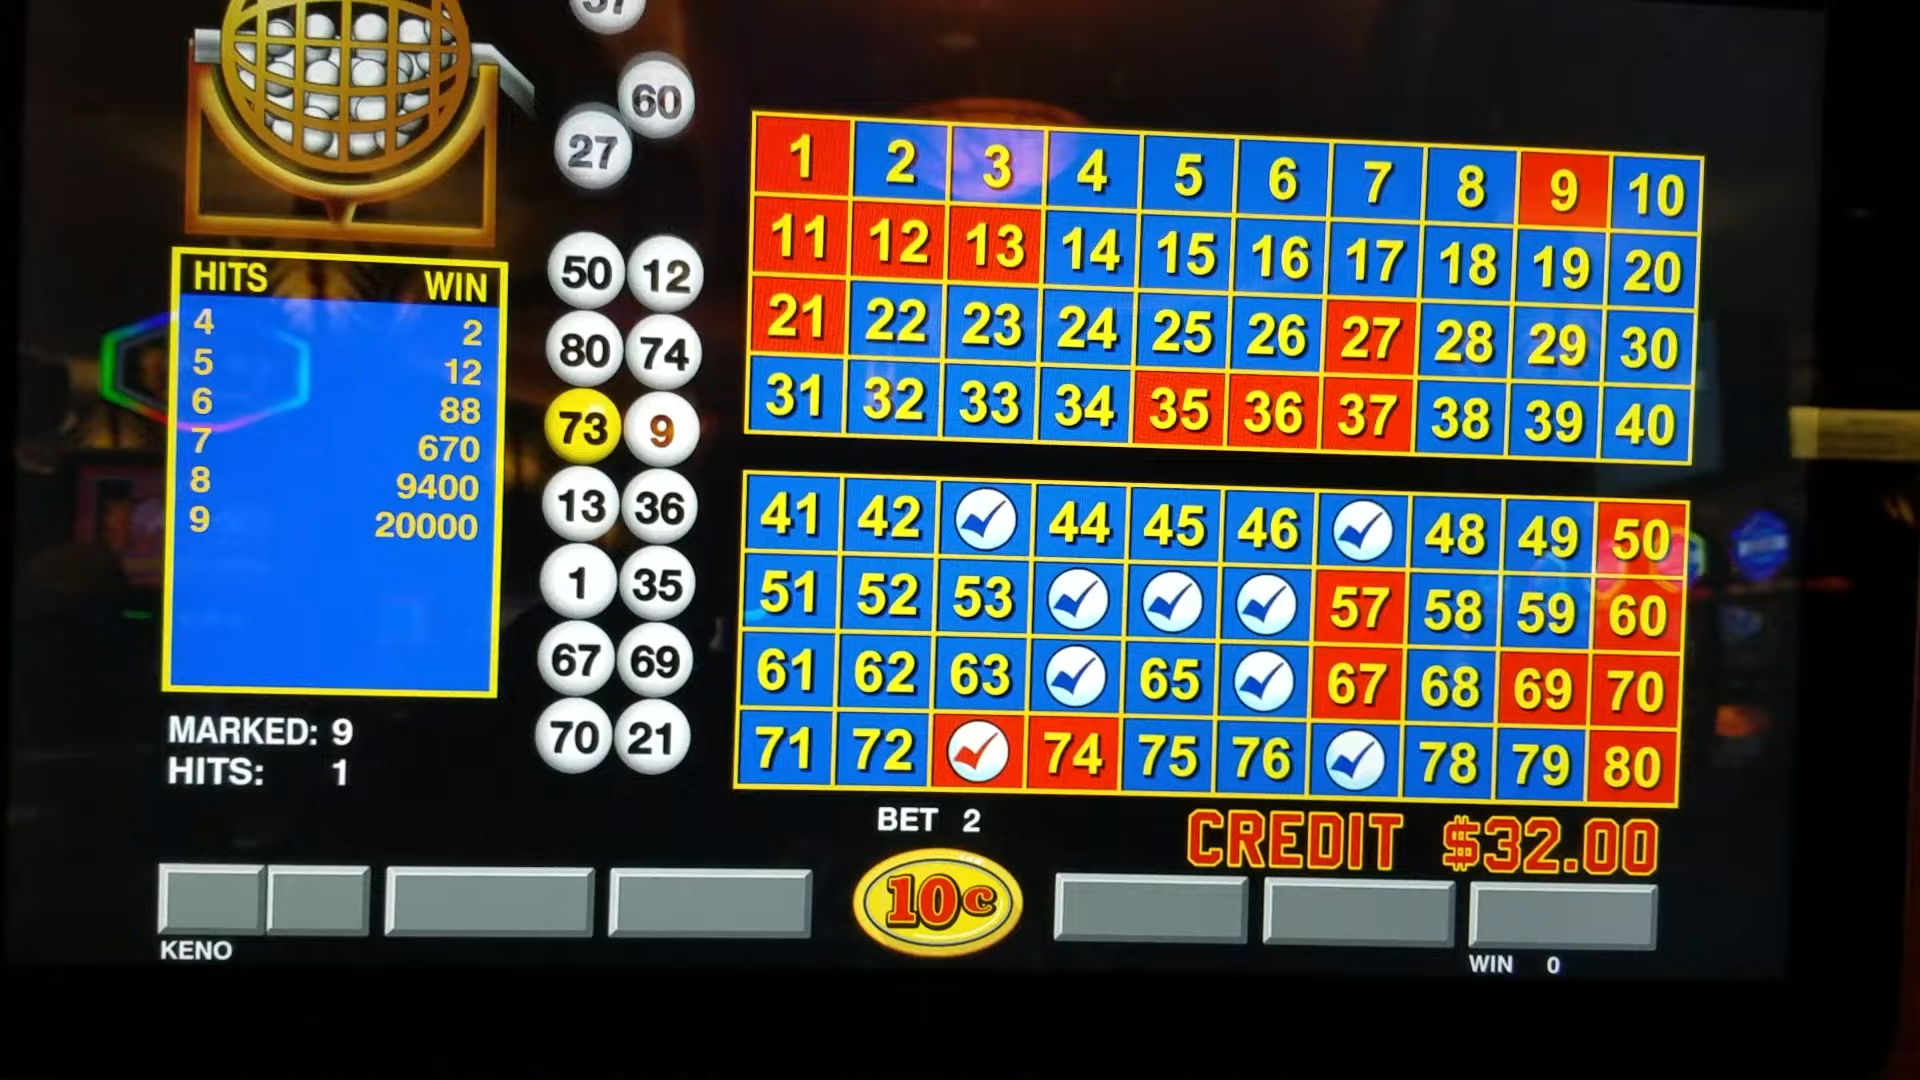 37
60
27
50 12
80 74
73 9
13 36
1 35
67 69
70 21
HITS WIN
4 2
5 12
6 88
7 670
8 9400
9 20000
MARKED: 9
HITS: 1
1 2 3 4 5 6 7 8 9 10
11 12 13 14 15 16 17 18 19 20
21 22 23 24 25 26 27 28 29 30
31 32 33 34 35 36 37 38 39 40
41 42 44 45 46 48 49 50
51 52 53 57 58 59 60
61 62 63 65 67 68 69 70
71 72 74 75 76 78 79 80
BET 2
CREDIT $32.00
10¢
KENO
WIN 0